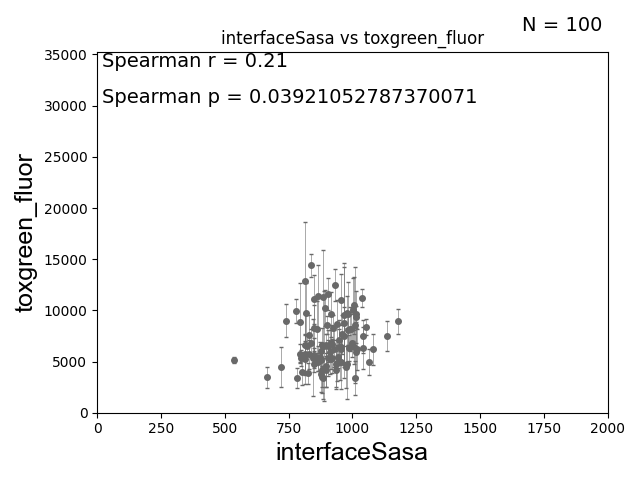 N = 100
interfaceSasa vs toxgreen_fluor
Spearman r = 0.21
Spearman p = 0.03921052787370071
35000
30000
25000
20000
15000
10000
5000
0
toxgreen_fluor
0 250 500 750 1000 1250 1500 1750 2000
interfaceSasa